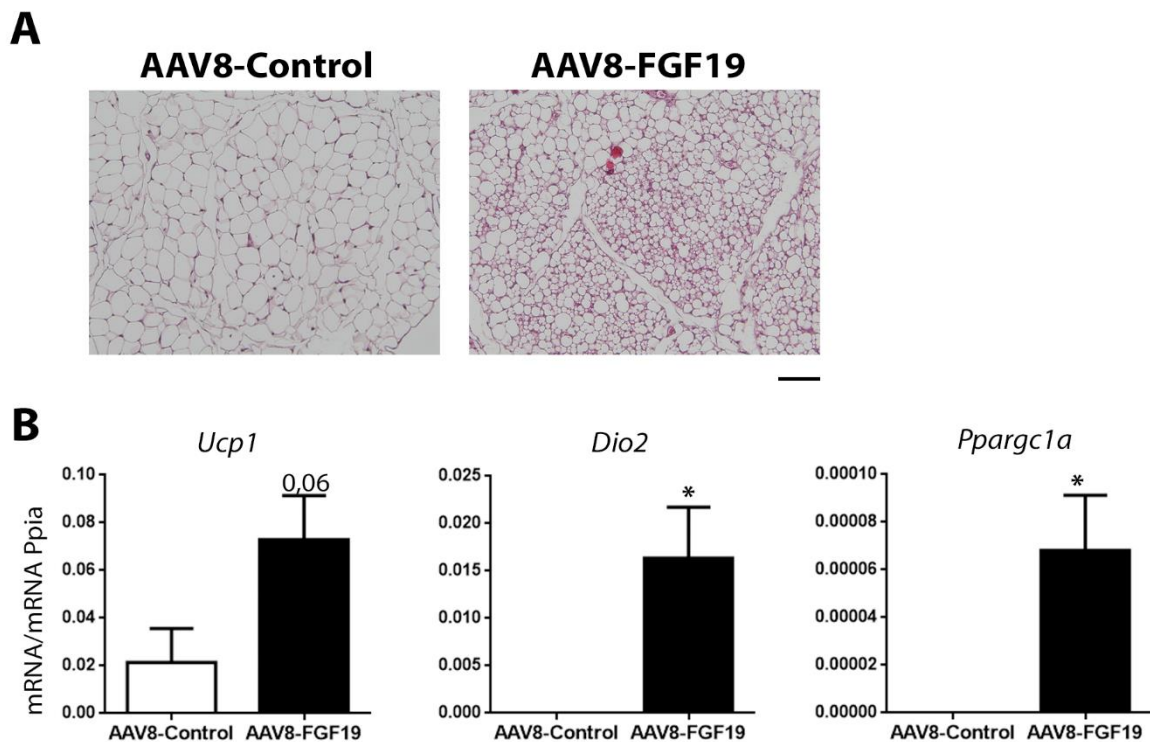 A
AAV8-Control
AAV8-FGF19
B
Ucp1
mRNA/mRNA Ppia
0.10
0.08
0.06
0.04
0.02
0.00
0,06
AAV8-Control
AAV8-FGF19
Dio2
0.025
0.020
0.015
0.010
0.005
0.000
*
AAV8-Control
AAV8-FGF19
Ppargc1a
0.00010
0.00008
0.00006
0.00004
0.00002
0.00000
*
AAV8-Control
AAV8-FGF19